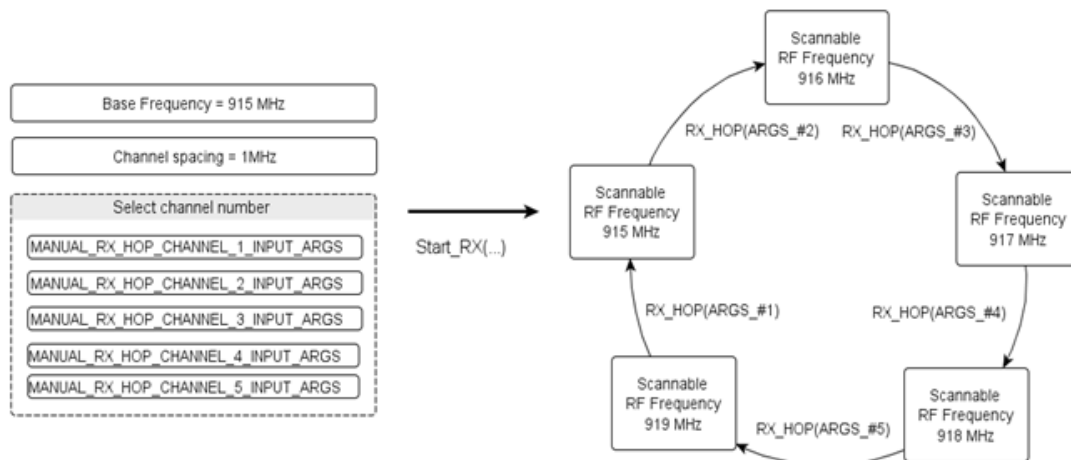 Base Frequency = 915 MHz
Channel spacing = 1MHz
Select channel number
MANUAL_RX_HOP_CHANNEL_1_INPUT_ARGS
MANUAL_RX_HOP_CHANNEL_2_INPUT_ARGS
MANUAL_RX_HOP_CHANNEL_3_INPUT_ARGS
MANUAL_RX_HOP_CHANNEL_4_INPUT_ARGS
MANUAL_RX_HOP_CHANNEL_5_INPUT_ARGS
Start_RX(...)
Scannable
RF Frequency
915 MHz
RX_HOP(ARGS_#2)
Scannable
RF Frequency
916 MHz
RX_HOP(ARGS_#3)
Scannable
RF Frequency
917 MHz
RX_HOP(ARGS_#4)
Scannable
RF Frequency
918 MHz
RX_HOP(ARGS_#5)
Scannable
RF Frequency
919 MHz
RX_HOP(ARGS_#1)